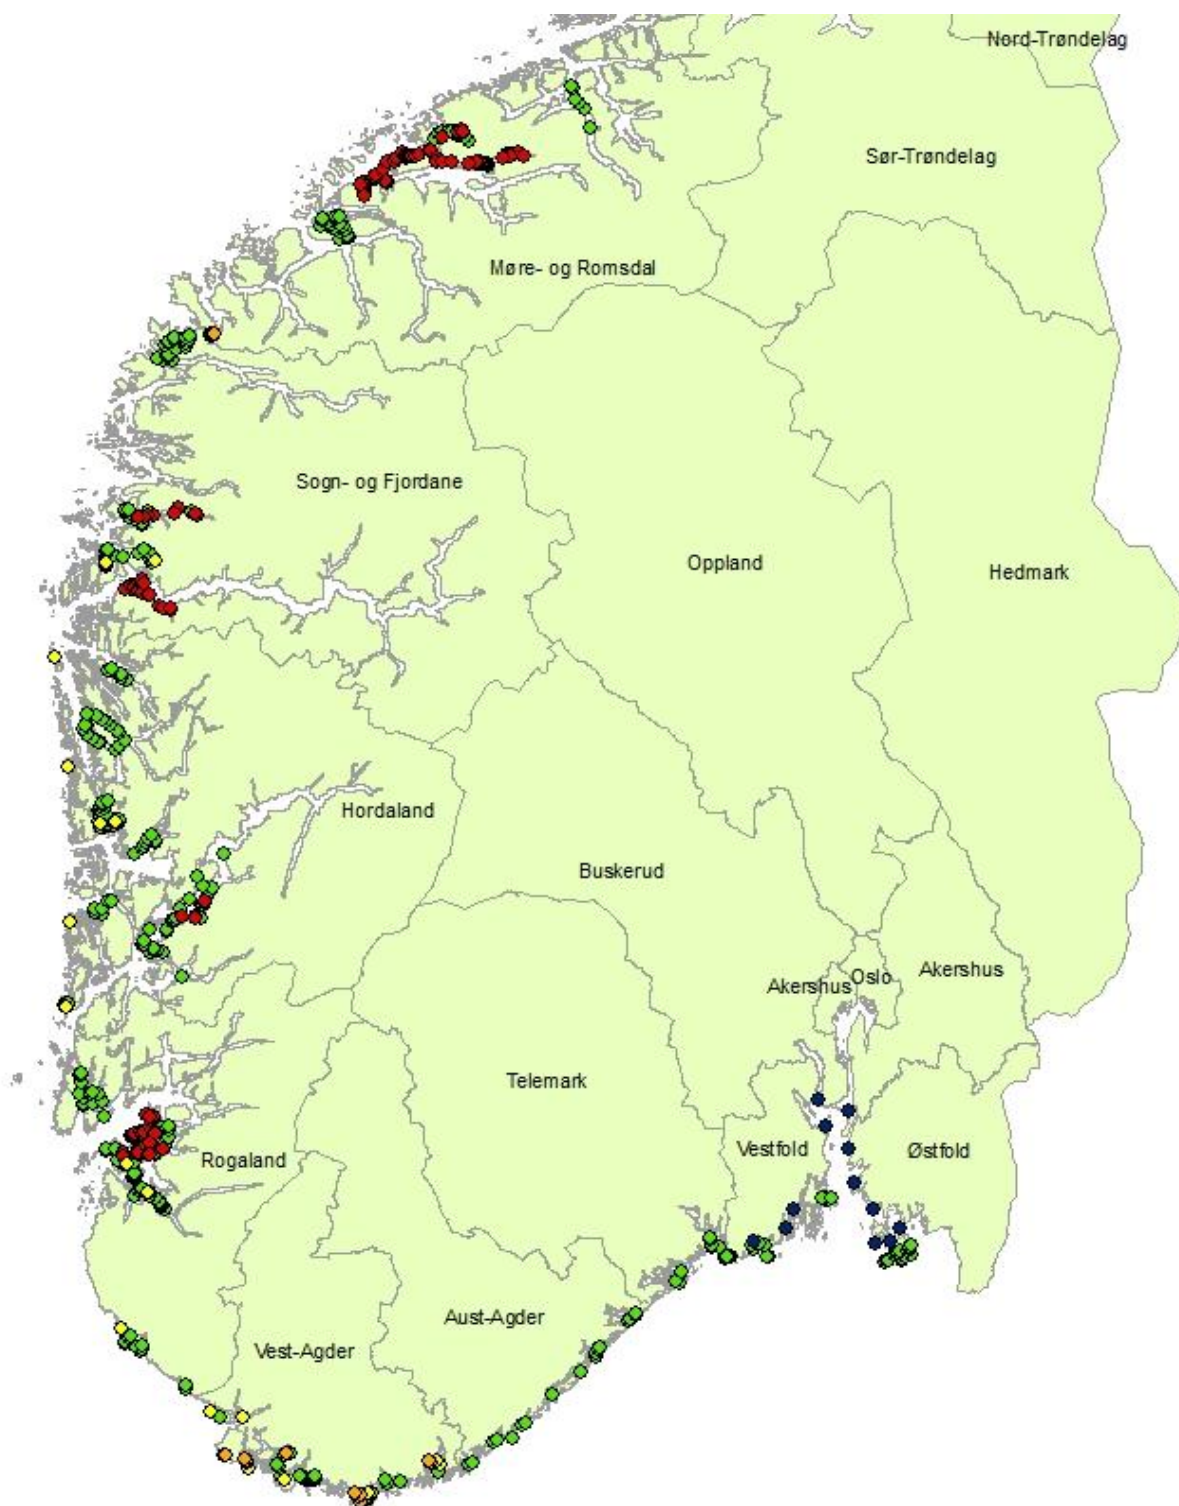 Nord-Trøndelag
Sør-Trøndelag
Møre- og Romsdal
Sogn- og Fjordane
Oppland
Hedmark
Hordaland
Buskerud
Akershus
Oslo
Akershus
Telemark
Vestfold
Østfold
Rogaland
Aust-Agder
Vest-Agder